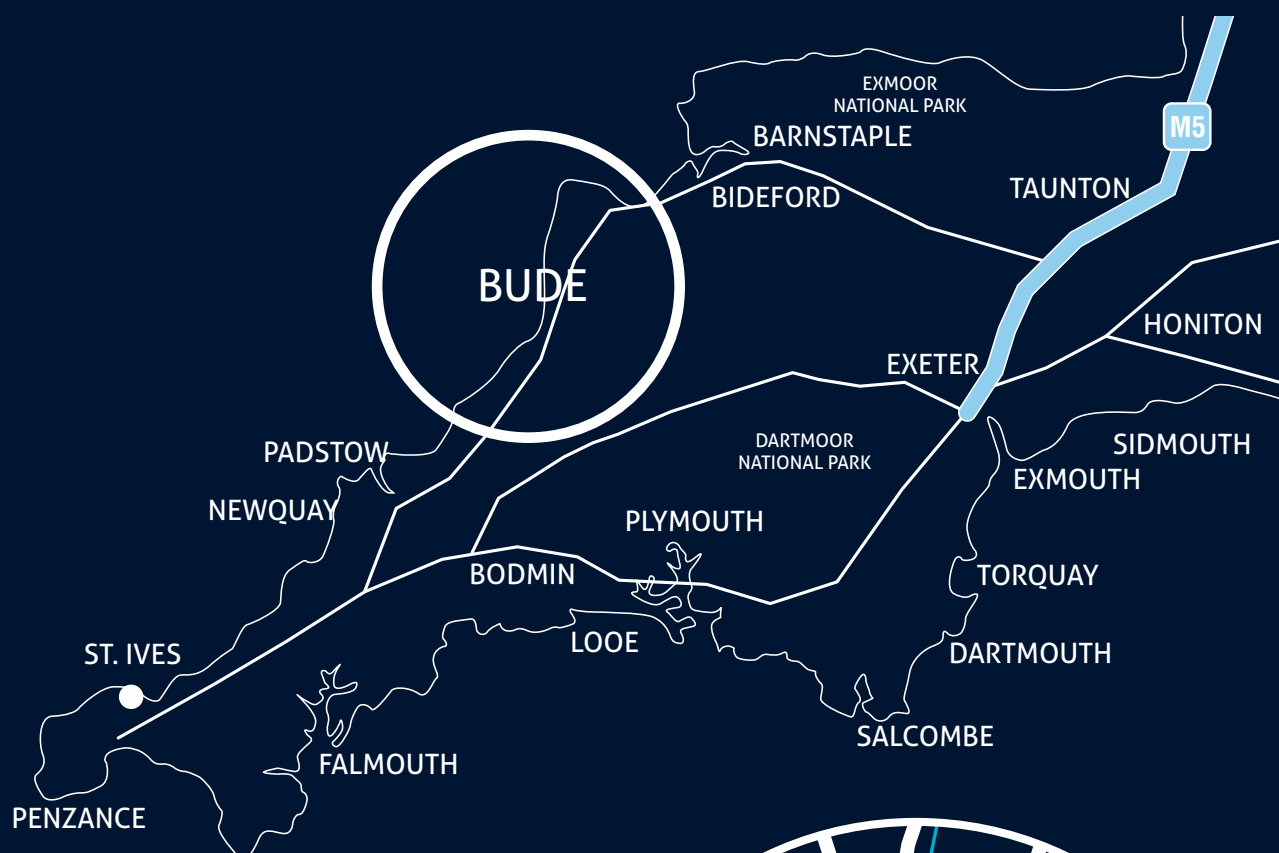 EXMOOR
NATIONAL PARK
M5
BARNSTAPLE
TAUNTON
BIDEFORD
BUDE
HONITON
EXETER
DARTMOOR
NATIONAL PARK
SIDMOUTH
PADSTOW
EXMOUTH
NEWQUAY
PLYMOUTH
BODMIN
TORQUAY
LOOE
ST. IVES
DARTMOUTH
SALCOMBE
FALMOUTH
PENZANCE